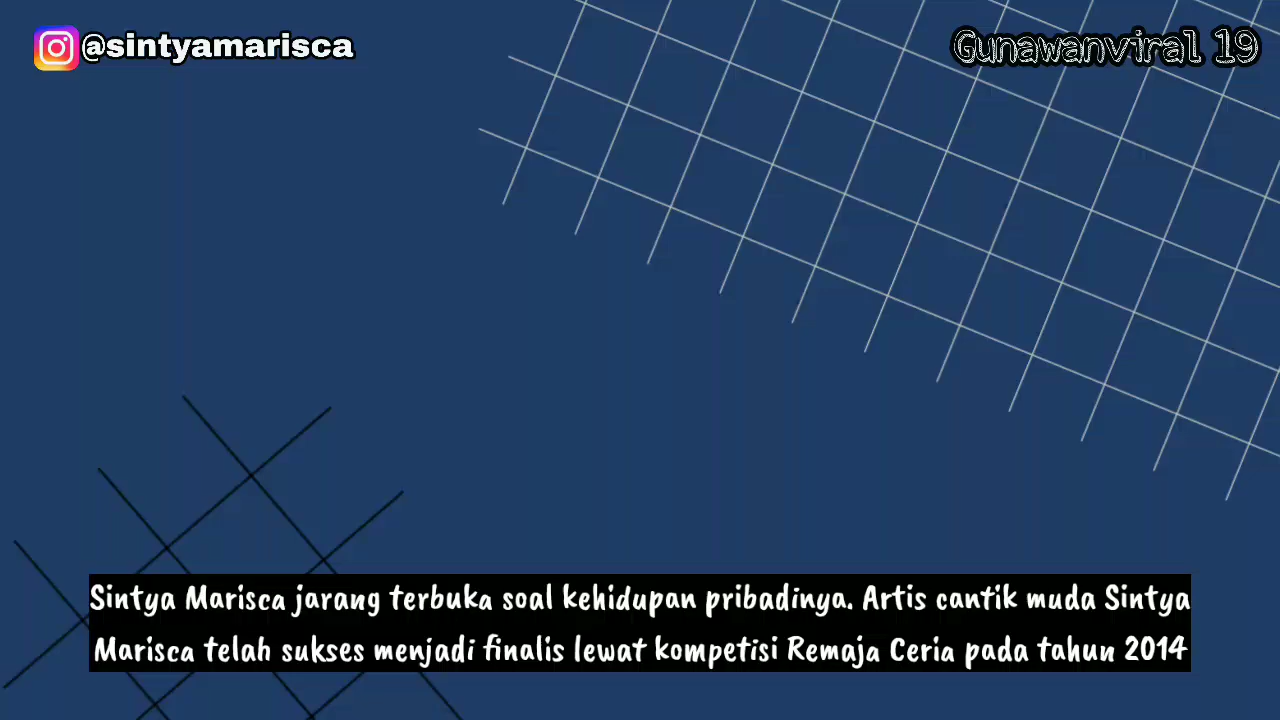 @sintyamarisca
Gunawanviral 19
Sintya Marisca jarang terbuka soal kehidupan pribadinya. Artis cantik muda Sintya
Marisca telah sukses menjadi finalis lewat kompetisi Remaja Ceria pada tahun 2014